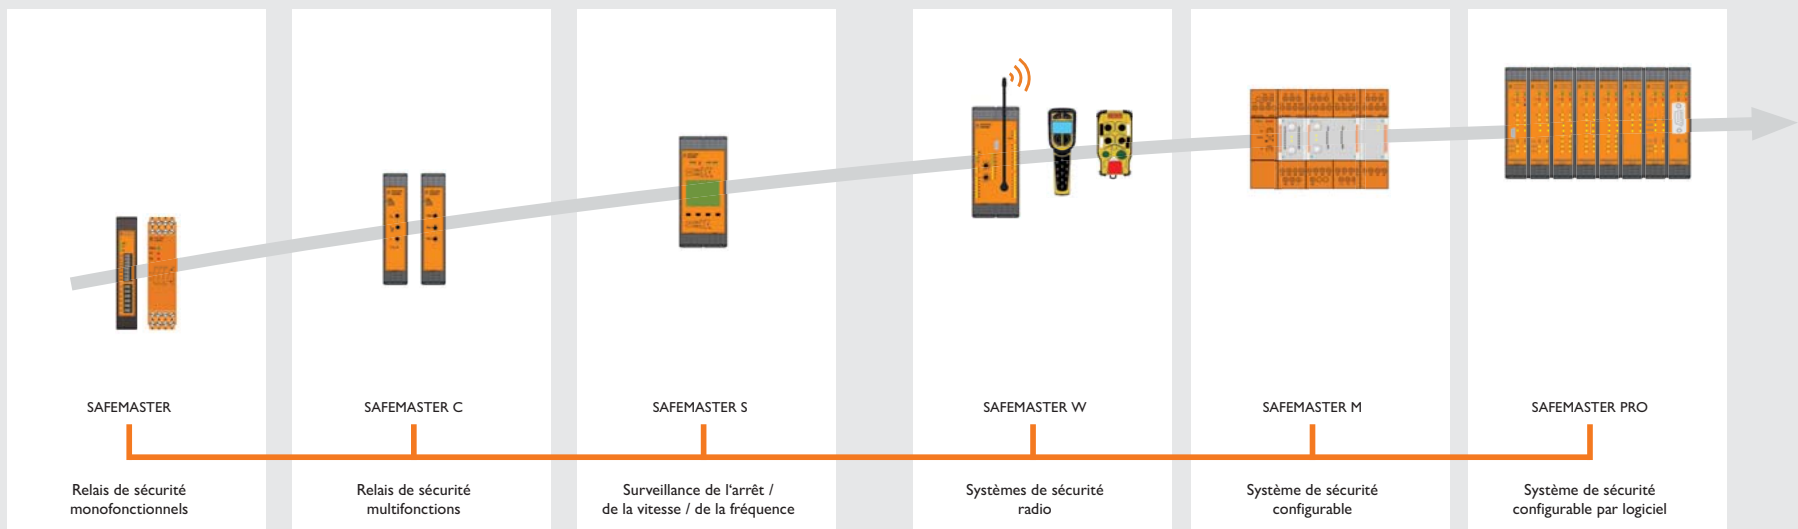 SAFEMASTER
SAFEMASTER C
SAFEMASTER S
SAFEMASTER W
SAFEMASTER M
SAFEMASTER PRO
Relais de sécurité
monofonctionnels
Relais de sécurité
multifonctions
Surveillance de l'arrêt /
de la vitesse / de la fréquence
Systèmes de sécurité
radio
Système de sécurité
configurable
Système de sécurité
configurable par logiciel